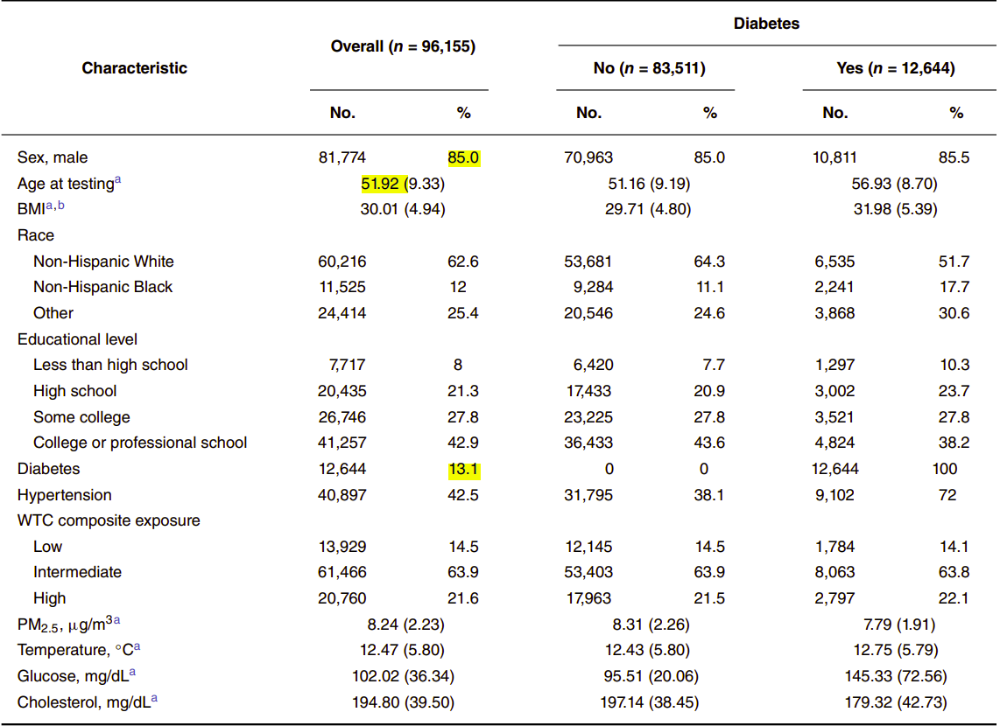 Diabetes
Overall (n = 96,155)
Characteristic No (n = 83,511) Yes (n = 12,644)
No. % No. % No. %
Sex, male 81,774 85.0 70,963 85.0 10,811 85.5
Age at testingᵃ 51.92 (9.33) 51.16 (9.19) 56.93 (8.70)
BMIᵃ,ᵇ 30.01 (4.94) 29.71 (4.80) 31.98 (5.39)
Race
Non-Hispanic White 60,216 62.6 53,681 64.3 6,535 51.7
Non-Hispanic Black 11,525 12 9,284 11.1 2,241 17.7
Other 24,414 25.4 20,546 24.6 3,868 30.6
Educational level
Less than high school 7,717 8 6,420 7.7 1,297 10.3
High school 20,435 21.3 17,433 20.9 3,002 23.7
Some college 26,746 27.8 23,225 27.8 3,521 27.8
College or professional school 41,257 42.9 36,433 43.6 4,824 38.2
Diabetes 12,644 13.1 0 0 12,644 100
Hypertension 40,897 42.5 31,795 38.1 9,102 72
WTC composite exposure
Low 13,929 14.5 12,145 14.5 1,784 14.1
Intermediate 61,466 63.9 53,403 63.9 8,063 63.8
High 20,760 21.6 17,963 21.5 2,797 22.1
PM₂.₅, μg/m³ᵃ 8.24 (2.23) 8.31 (2.26) 7.79 (1.91)
Temperature, °Cᵃ 12.47 (5.80) 12.43 (5.80) 12.75 (5.79)
Glucose, mg/dLᵃ 102.02 (36.34) 95.51 (20.06) 145.33 (72.56)
Cholesterol, mg/dLᵃ 194.80 (39.50) 197.14 (38.45) 179.32 (42.73)